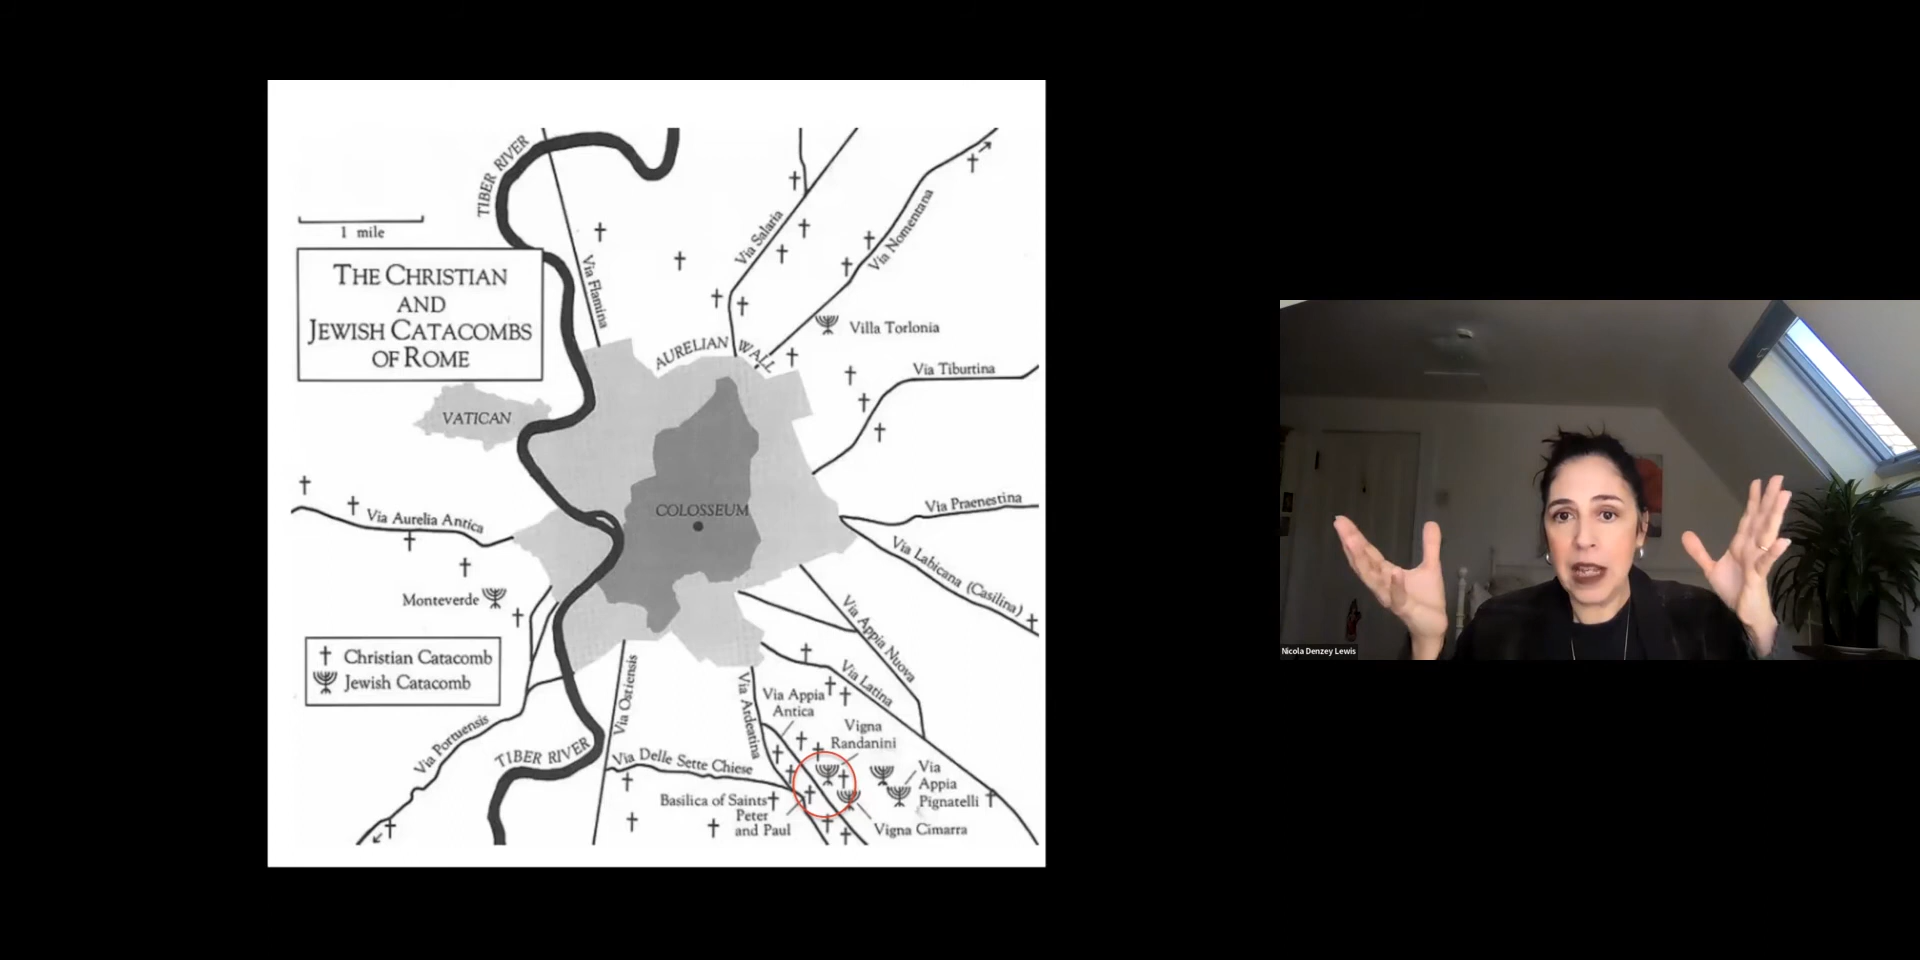 TIBER RIVER
1 mile
THE CHRISTIAN
AND
JEWISH CATACOMBS
OF ROME
Via Flamina
Via Salaria
Via Nomentana
Villa Torlonia
AURELIAN WALL
Via Tiburtina
VATICAN
COLOSSEUM
Via Praenestina
Via Aurelia Antica
Via Labicana (Casilina)
Monteverde
Via Appia Nuova
Christian Catacomb
Jewish Catacomb
Via Ostiensis
Via Ardeatina
Via Latina
Via Appia
Antica
Vigna
Randanini
Via Portuensis
TIBER RIVER
Via Delle Sette Chiese
Via
Appia
Pignatelli
Basilica of Saints
Peter
and Paul
Vigna Cimarra
Nicola Denzey Lewis